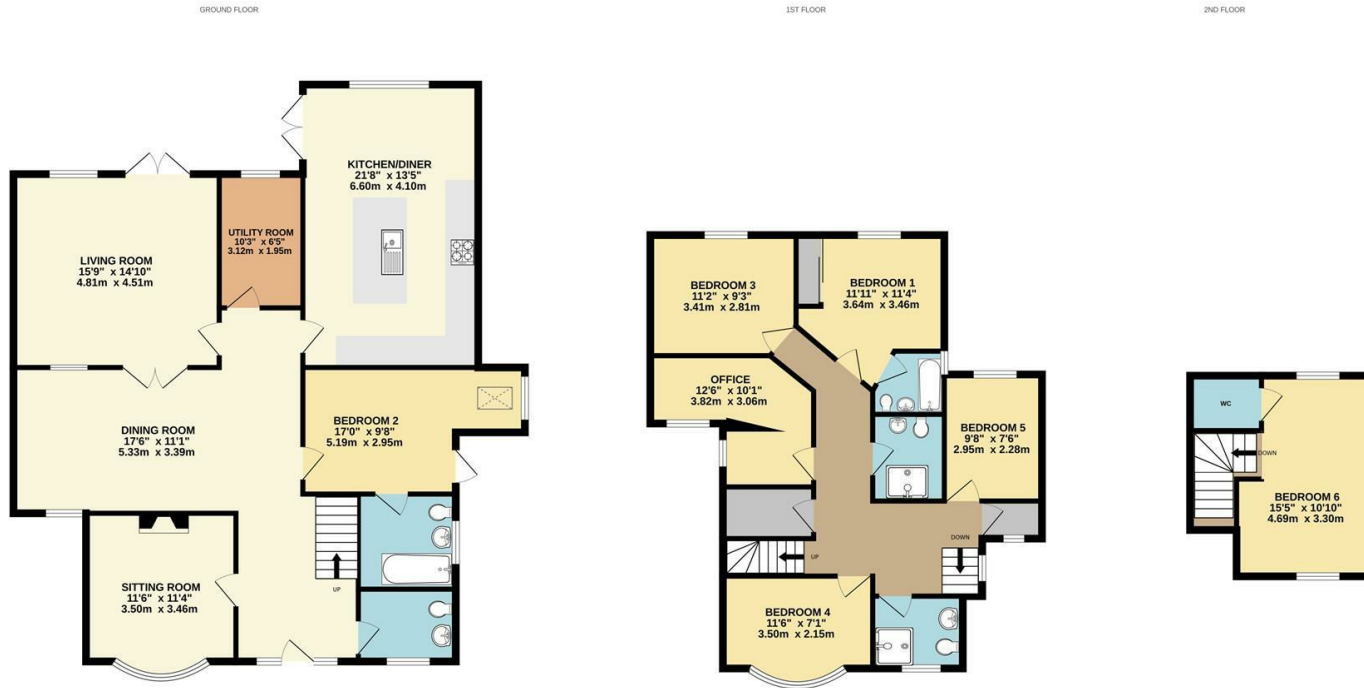 GROUND FLOOR
KITCHEN/DINER
21'8" x 13'5"
6.60m x 4.10m
UTILITY ROOM
10'3" x 6'5"
3.12m x 1.95m
LIVING ROOM
15'9" x 14'10"
4.81m x 4.51m
DINING ROOM
17'6" x 11'1"
5.33m x 3.39m
BEDROOM 2
17'0" x 9'8"
5.19m x 2.95m
SITTING ROOM
11'6" x 11'4"
3.50m x 3.46m
UP
1ST FLOOR
BEDROOM 3
11'2" x 9'3"
3.41m x 2.81m
BEDROOM 1
11'11" x 11'4"
3.64m x 3.46m
OFFICE
12'6" x 10'1"
3.82m x 3.06m
BEDROOM 5
9'8" x 7'6"
2.95m x 2.28m
DOWN
UP
BEDROOM 4
11'6" x 7'1"
3.50m x 2.15m
2ND FLOOR
WC
DOWN
BEDROOM 6
15'5" x 10'10"
4.69m x 3.30m